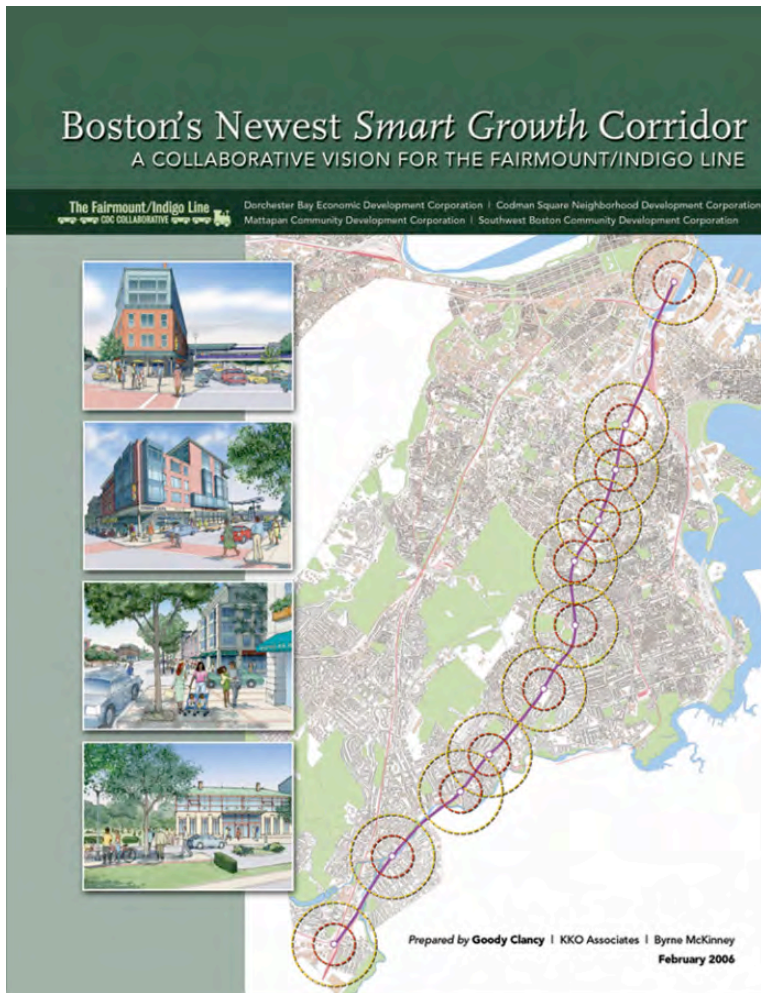 Boston's Newest Smart Growth Corridor
A COLLABORATIVE VISION FOR THE FAIRMOUNT/INDIGO LINE
The Fairmount/Indigo Line
CDC COLLABORATIVE
Dorchester Bay Economic Development Corporation | Codman Square Neighborhood Development Corporation
Mattapan Community Development Corporation | Southwest Boston Community Development Corporation
Prepared by Goody Clancy | KKO Associates | Byrne McKinney
February 2006